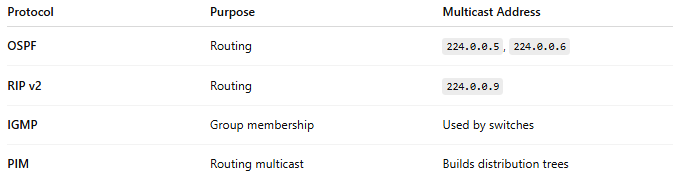 Protocol Purpose Multicast Address
OSPF Routing 224.0.0.5, 224.0.0.6
RIP v2 Routing 224.0.0.9
IGMP Group membership Used by switches
PIM Routing multicast Builds distribution trees